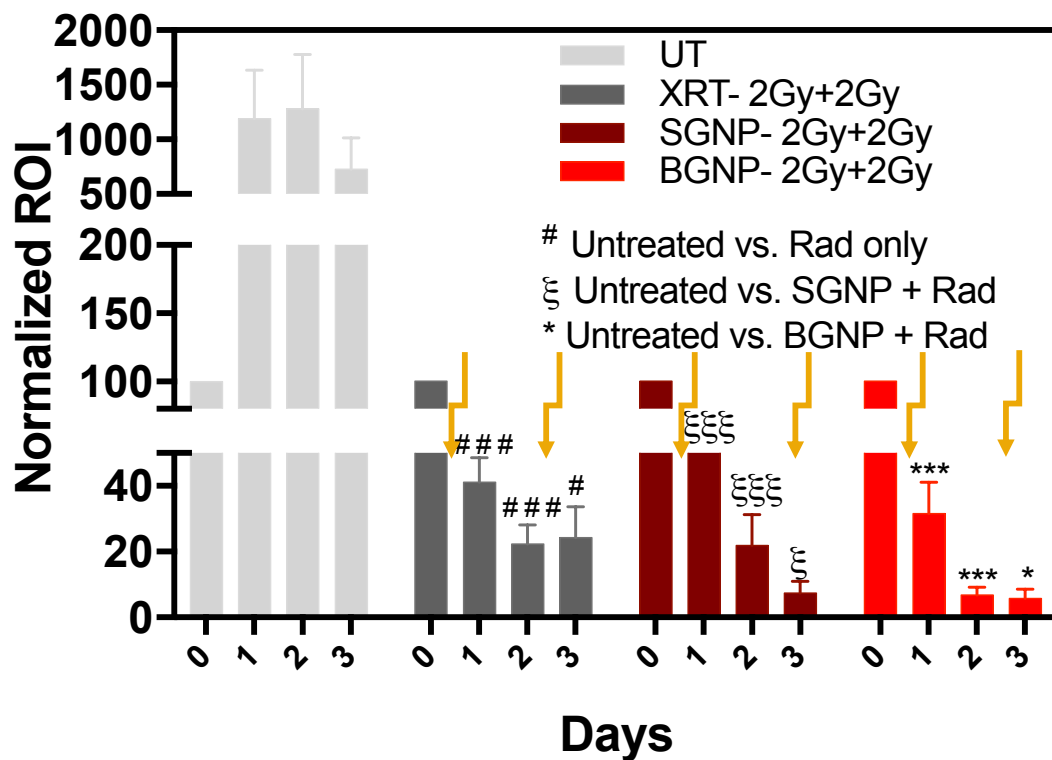 2000
1500
1000
500
200
100
40
20
0
Normalized ROI
UT
XRT- 2Gy+2Gy
SGNP- 2Gy+2Gy
BGNP- 2Gy+2Gy
# Untreated vs. Rad only
ξ Untreated vs. SGNP + Rad
* Untreated vs. BGNP + Rad
### ### #
ξξξ ξξξ ξ
*** *** *
0 1 2 3 0 1 2 3 0 1 2 3 0 1 2 3
Days